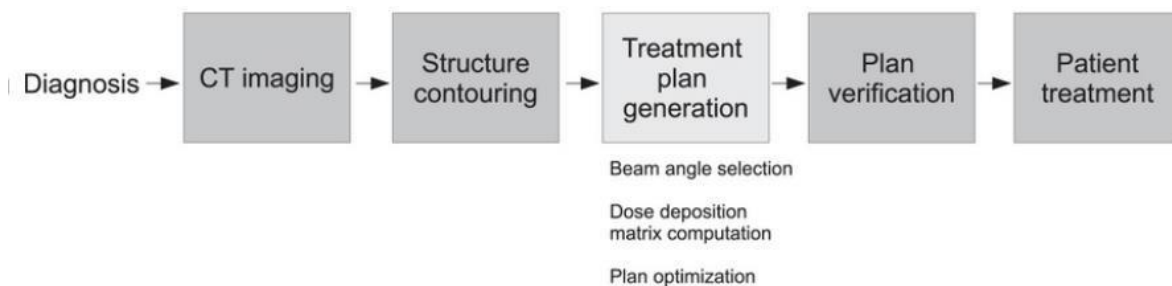 Diagnosis
CT imaging
Structure
contouring
Treatment
plan
generation
Plan
verification
Patient
treatment
Beam angle selection
Dose deposition
matrix computation
Plan optimization